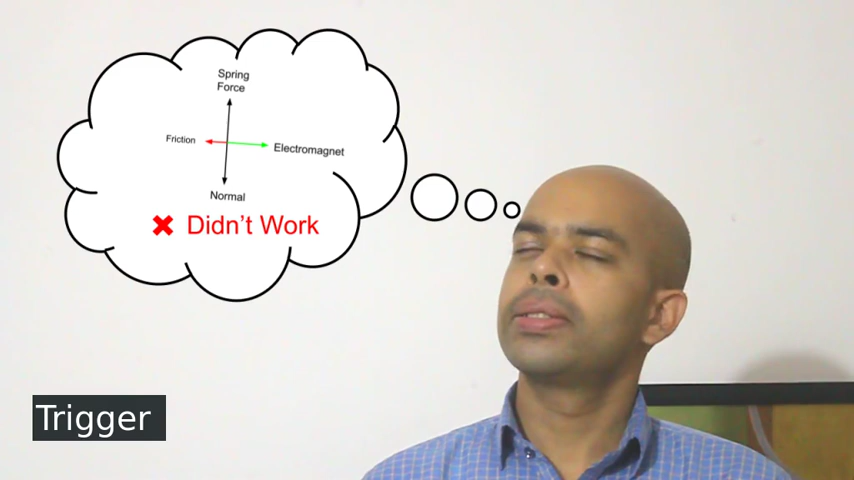 Spring
Force
Friction
Electromagnet
Normal
Didn't Work
Trigger